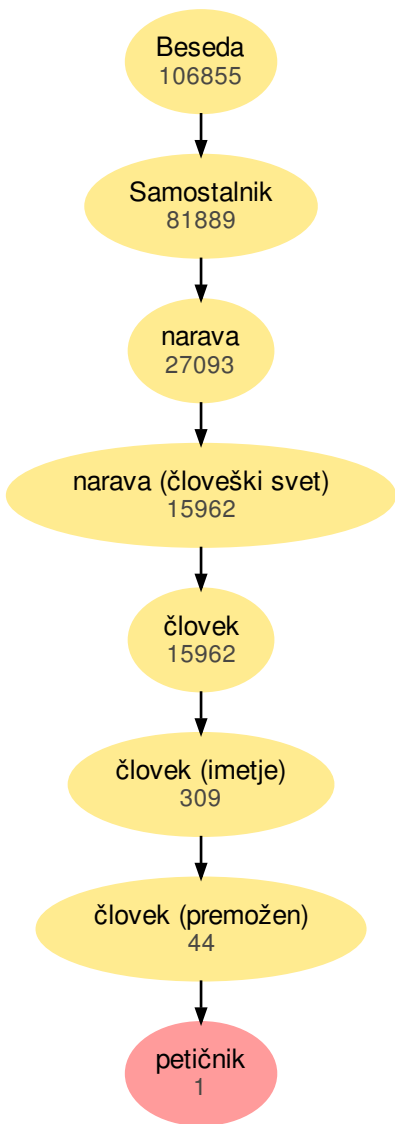 Beseda
106855
Samostalnik
81889
narava
27093
narava (človeški svet)
15962
človek
15962
človek (imetje)
309
človek (premožen)
44
petičnik
1